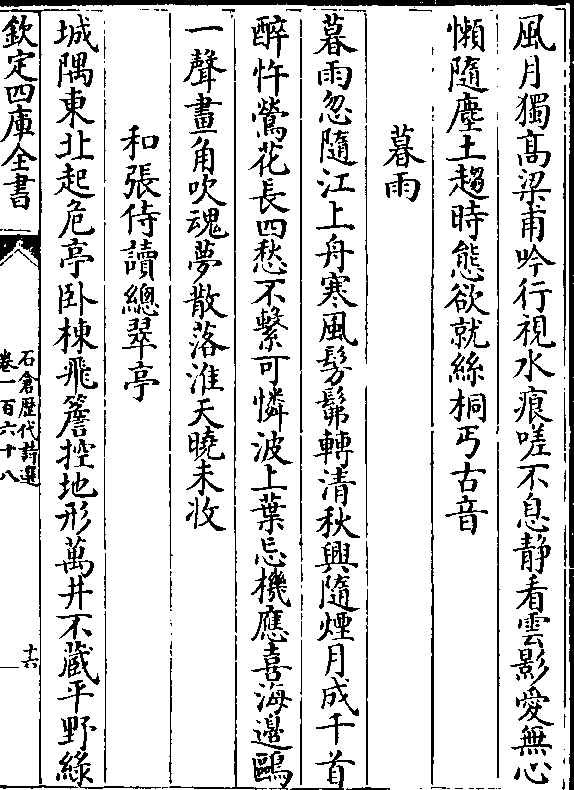 風月獨髙梁甫吟行視水痕嗟不息静看雲影愛無心
懶隨塵土趨時態欲就絲桐丐古音
暮雨
暮雨忽隨江上舟寒風髣髴轉清秋興隨煙月成千首
醉忤鶯花長四愁不繫可憐波上葉忘機應喜海邊鷗
一聲畫角吹魂夢散落淮天曉未收
和張侍讀總翠亭
城隅東北起危亭卧棟飛簷控地形萬井不藏平野綠
欽定四庫全書
石倉歴代詩選
卷一百六十八
十六